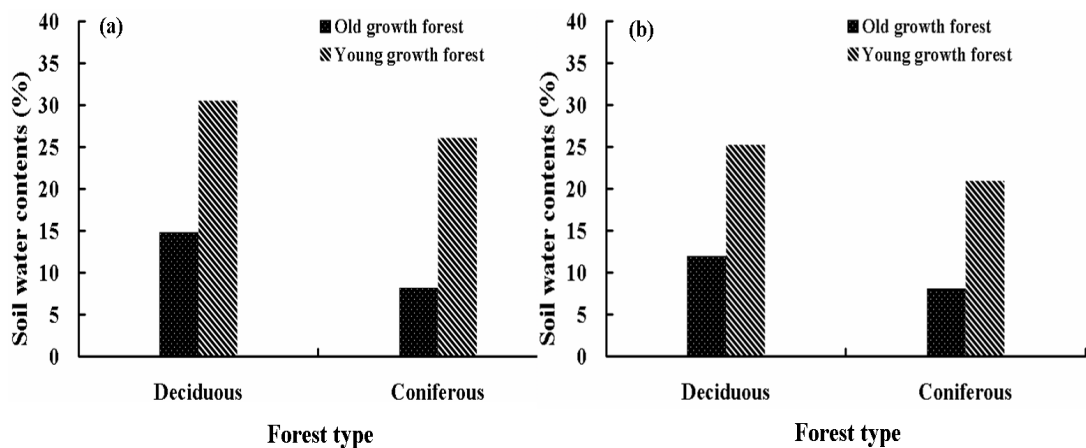 (a)
Old growth forest
Young growth forest
Soil water contents (%)
40
35
30
25
20
15
10
5
0
Deciduous
Coniferous
Forest type
(b)
Old growth forest
Young growth forest
Soil water contents (%)
40
35
30
25
20
15
10
5
0
Deciduous
Coniferous
Forest type